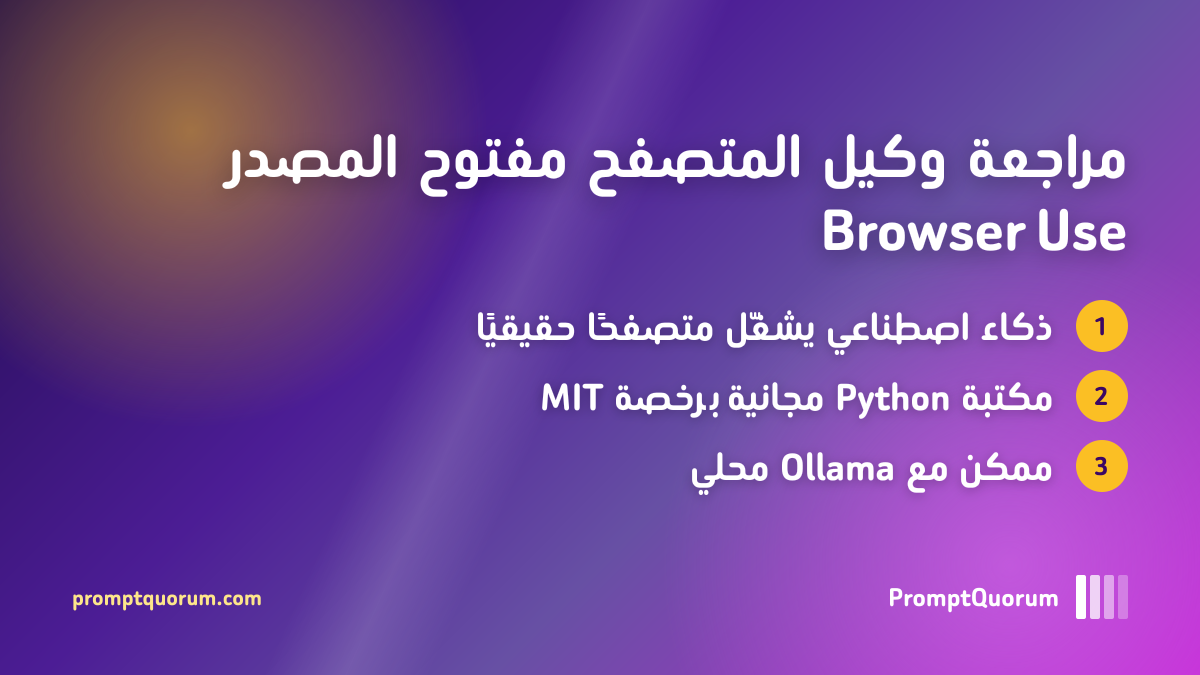 مراجعة وكيل المتصفح مفتوح المصدر
Browser Use
1 ذكاء اصطناعي يشغّل متصفحًا حقيقيًا
2 مكتبة Python مجانية برخصة MIT
3 ممكن مع Ollama محلي
PromptQuorum
promptquorum.com